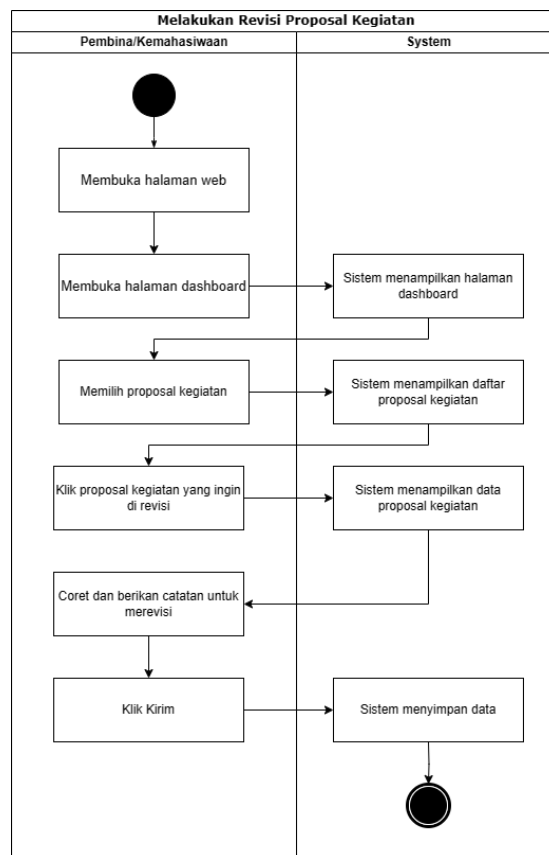 Melakukan Revisi Proposal Kegiatan
Pembina/Kemahasiwaan
System
Membuka halaman web
Membuka halaman dashboard
Sistem menampilkan halaman
dashboard
Memilih proposal kegiatan
Sistem menampilkan daftar
proposal kegiatan
Klik proposal kegiatan yang ingin
di revisi
Sistem menampilkan data
proposal kegiatan
Coret dan berikan catatan untuk
merevisi
Klik Kirim
Sistem menyimpan data